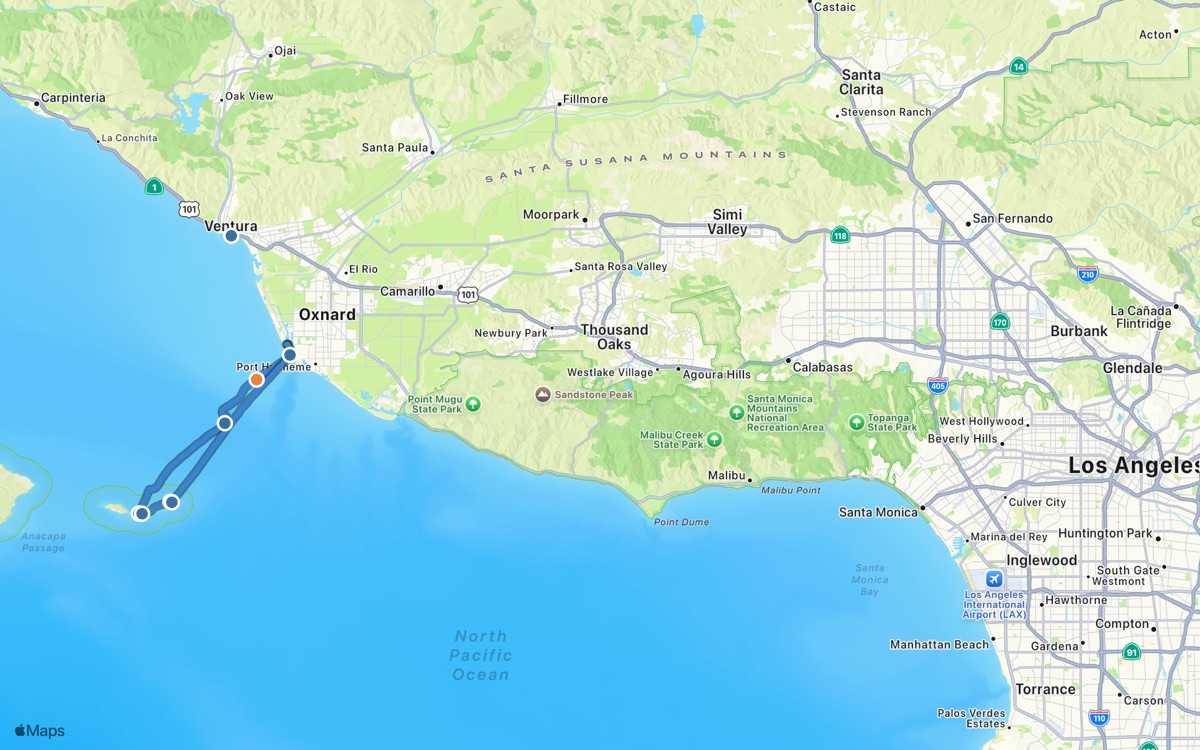 Castaic
Acton
Ojai
14
Santa
Clarita
Carpinteria
Oak View
Fillmore
Stevenson Ranch
La Conchita
Santa Paula
SANTA SUSANA MOUNTAINS
1
101
Ventura
Moorpark
Simi
Valley
San Fernando
118
El Rio
Santa Rosa Valley
210
Camarillo
101
Oxnard
La Cañada
Flintridge
170
Burbank
Newbury Park
Thousand
Oaks
Port Hueneme
Westlake Village
Agoura Hills
Calabasas
Glendale
405
Sandstone Peak
Point Mugu
State Park
Santa Monica
Mountains
National
Recreation Area
Topanga
State Park
West Hollywood
Beverly Hills
Malibu Creek
State Park
Los Angeles
Malibu
Malibu Point
Culver City
Santa Monica
Point Dume
Anacapa
Passage
Marina del Rey
Huntington Park
Inglewood
Santa
Monica
Bay
South Gate
Westmont
Los Angeles
International
Airport (LAX)
Hawthorne
Compton
North
Pacific
Ocean
Manhattan Beach
Gardena
91
Torrance
Carson
Palos Verdes
Estates
110
Maps